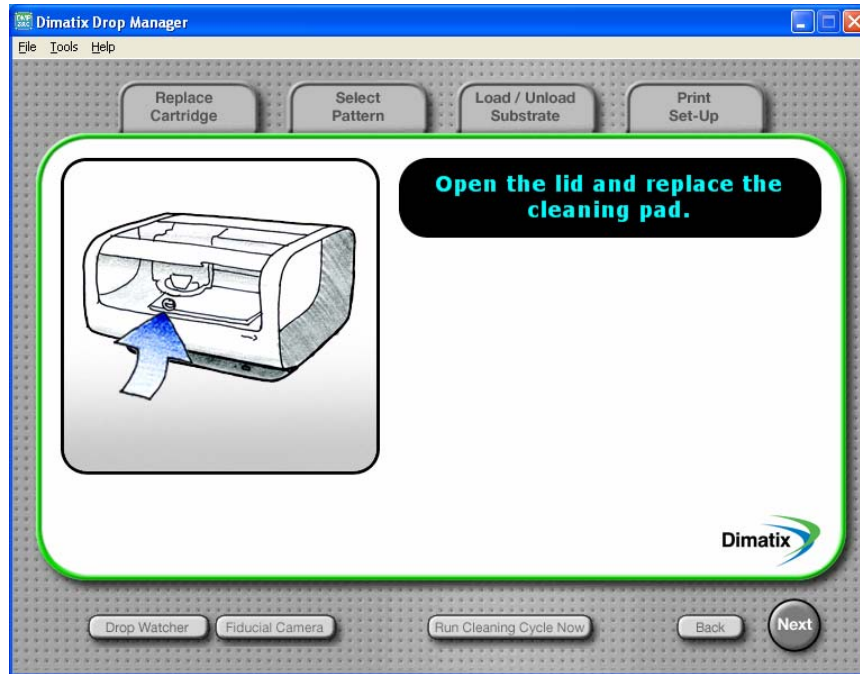 Dimatix Drop Manager
File Tools Help
Replace
Cartridge
Select
Pattern
Load / Unload
Substrate
Print
Set-Up
Open the lid and replace the
cleaning pad.
Dimatix
Drop Watcher
Fiducial Camera
Run Cleaning Cycle Now
Back
Next